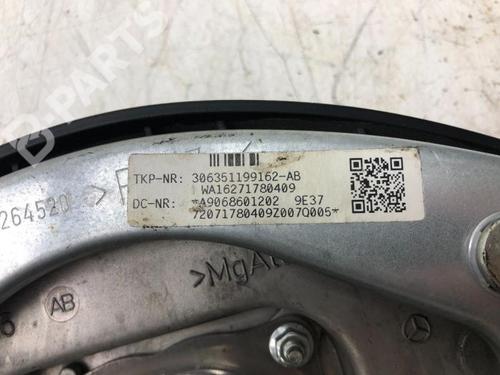 B PARTS
TKP-NR: 306351199162-AB
WA16271780409
DC-NR: *A9068601202 9E37
72071780409Z007Q005*
264520
>MgAl
AB